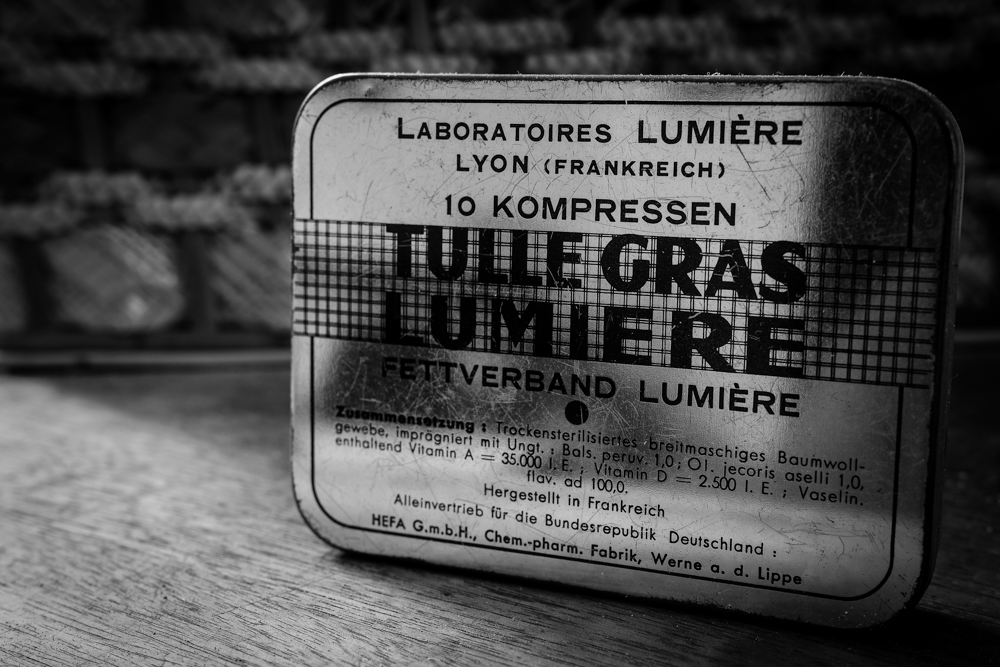 LABORATOIRES LUMIÈRE
LYON (FRANKREICH)
10 KOMPRESSEN
TULLE GRAS
LUMIERE
FETTVERBAND LUMIÈRE
Zusammensetzung : Trockensterilisiertes breitmaschiges Baumwoll-
gewebe, imprägniert mit Ungt. : Bals. peruv. 1,0 ; Ol. jecoris aselli 1,0,
enthaltend Vitamin A = 35.000 I. E. ; Vitamin D = 2.500 I. E. ; Vaselin.
flav. ad 100,0.
Hergestellt in Frankreich
Alleinvertrieb für die Bundesrepublik Deutschland :
HEFA G.m.b.H., Chem.-pharm. Fabrik, Werne a. d. Lippe